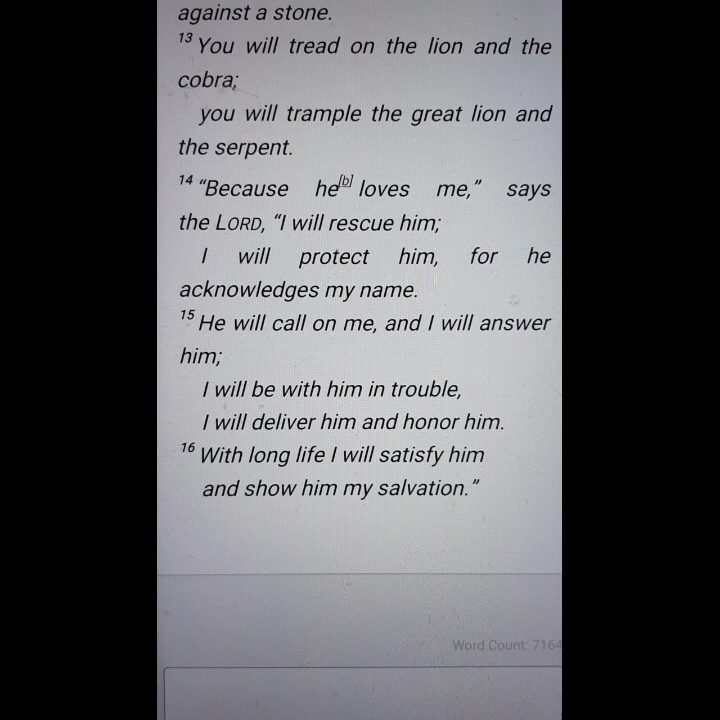 against a stone.
13 You will tread on the lion and the
cobra;
you will trample the great lion and
the serpent.
14 “Because he[b] loves me,” says
the LORD, “I will rescue him;
I will protect him, for he
acknowledges my name.
15 He will call on me, and I will answer
him;
I will be with him in trouble,
I will deliver him and honor him.
16 With long life I will satisfy him
and show him my salvation.”
Word Count: 7164